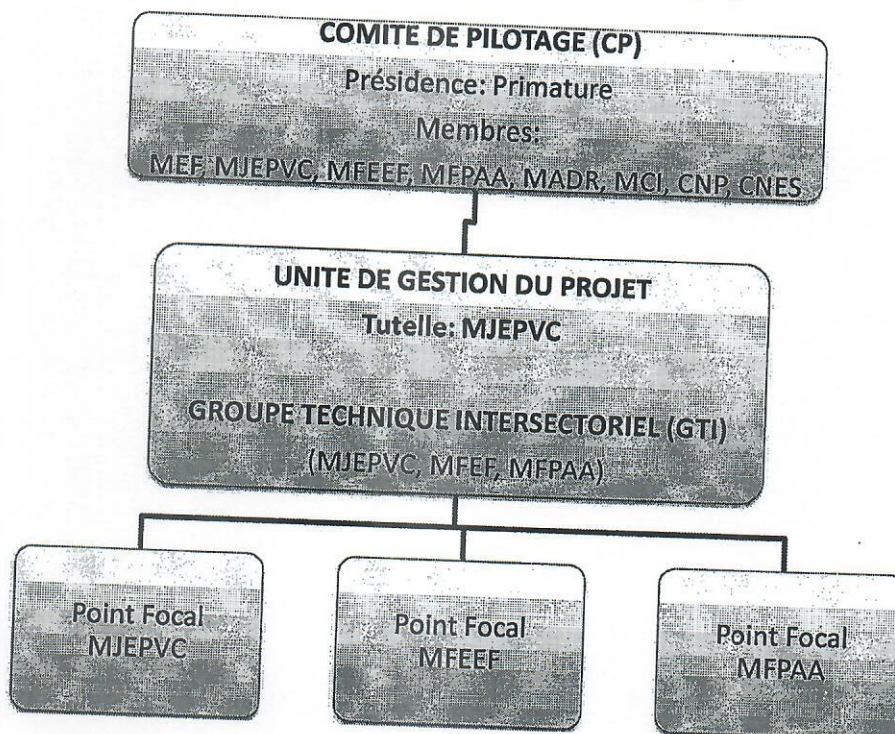 COMITE DE PILOTAGE (CP)
Présidence: Primature
Membres:
MEF, MJEPVC, MFEEF, MFPAA, MADR, MCI, CNP, CNES
UNITE DE GESTION DU PROJET
Tutelle: MJEPVC
GROUPE TECHNIQUE INTERSECTORIEL (GTI)
(MJEPVC, MFEF, MFPAA)
Point Focal
MJEPVC
Point Focal
MFEEF
Point Focal
MFPAA